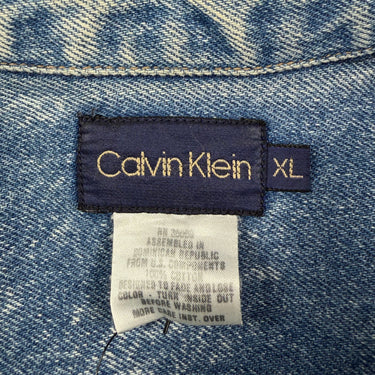 Calvin Klein XL
RN
ASSEMBLED IN
DOMINICAN REPUBLIC
FROM U.S. COMPONENTS
100% COTTON
DESIGNED TO FADE AND LOSE
COLOR - TURN INSIDE OUT
BEFORE WASHING
MORE CARE INST. OVER